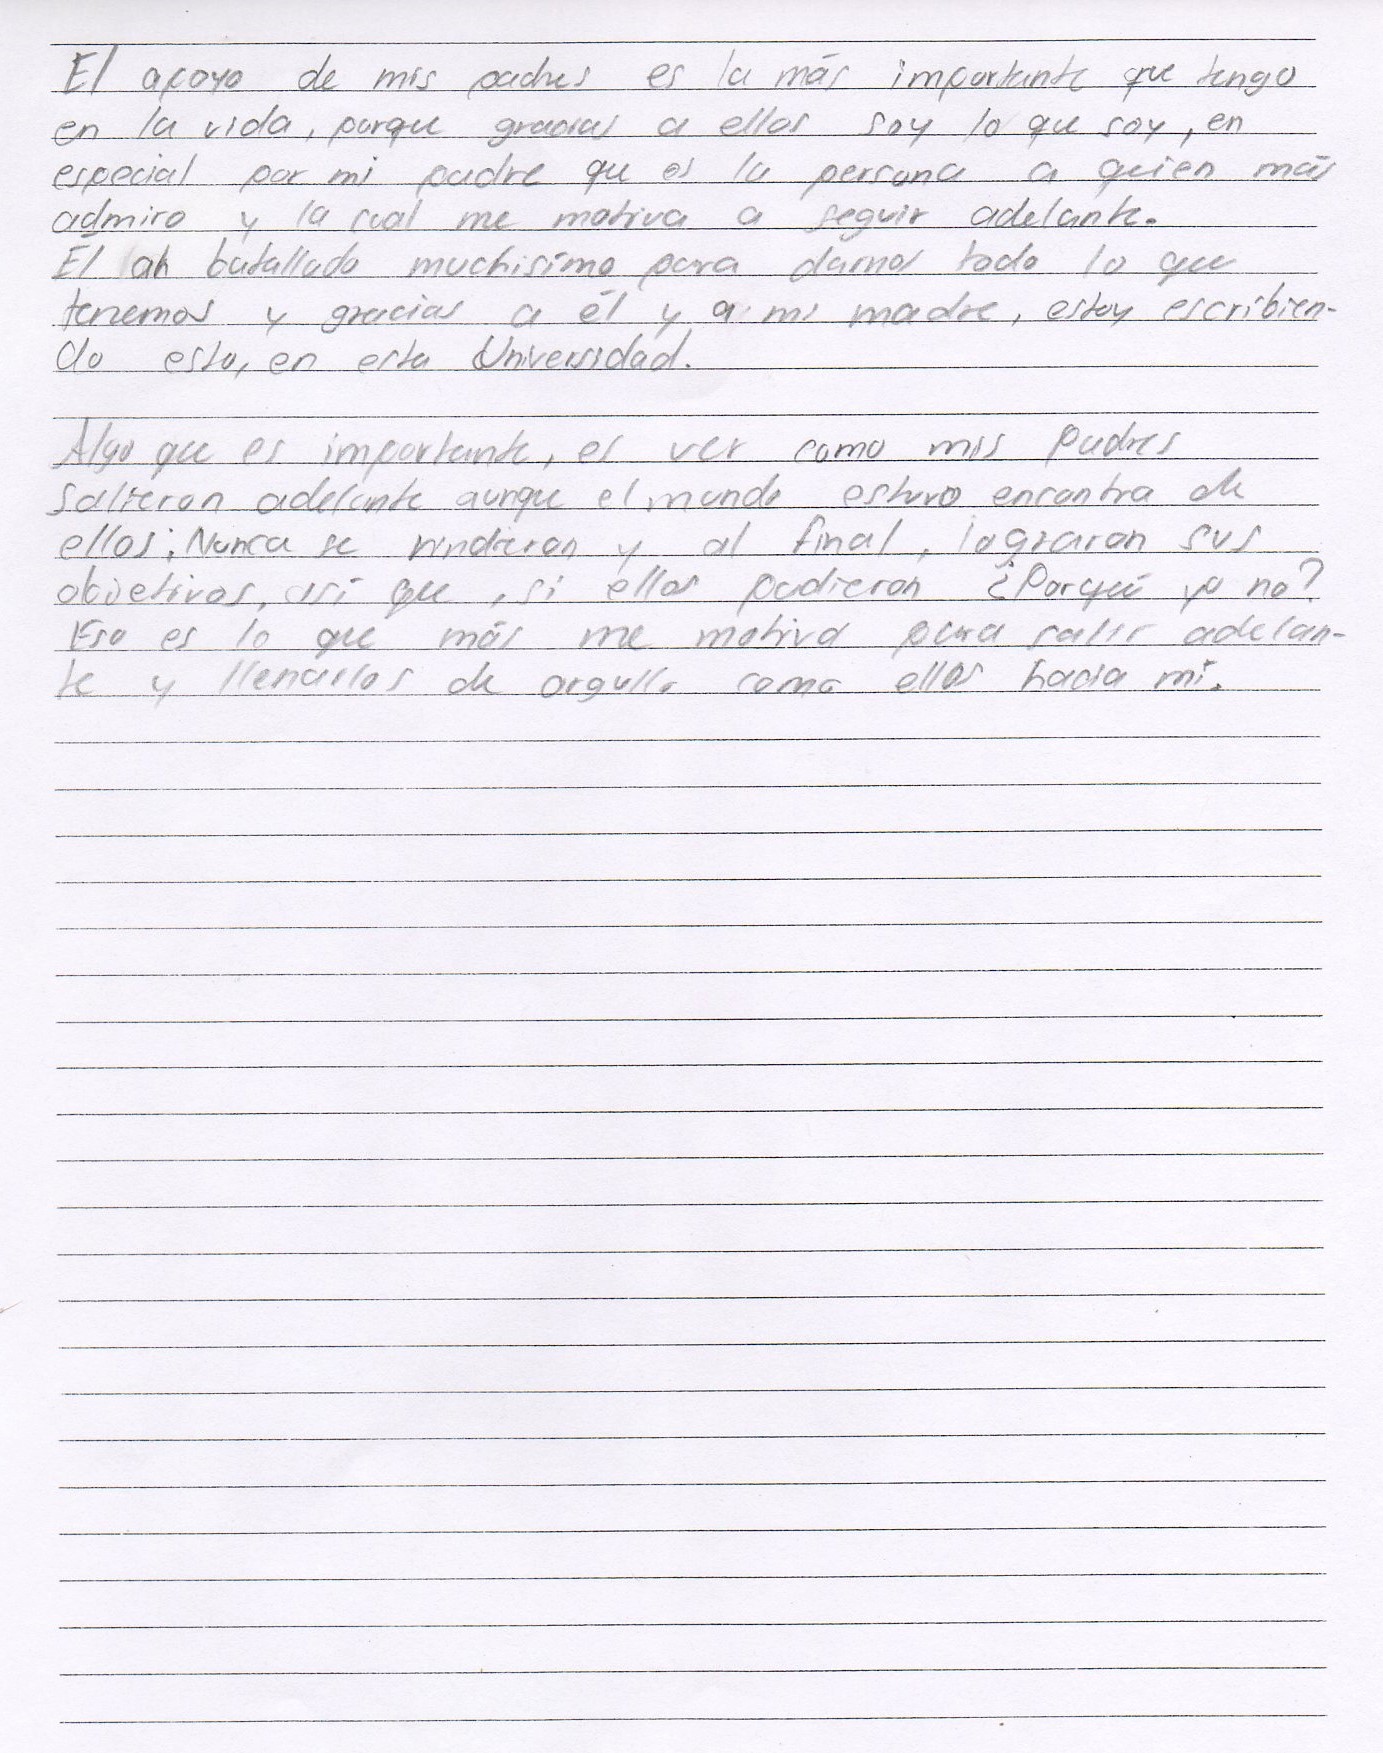 El apoyo de mis padres es la más importante que tengo
en la vida, porque gracias a ellos soy lo que soy, en
especial por mi padre que es la persona a quien más
admiro y la cual me motiva a seguir adelante.
Él ah batallado muchisimo para darnos todo lo que
tenemos y gracias a él y a mi madre, estoy escribien-
do esto, en esta Universidad.
Algo que es importante, es ver como mis padres
salieron adelante aunque el mundo estuvo encontra de
ellos; Nunca se rindieron y al final, lograron sus
objetivos, así que, si ellos pudieron ¿Porqué yo no?
Eso es lo que más me motiva para salir adelan-
te y llenarlos de orgullo como ellos hacia mí.